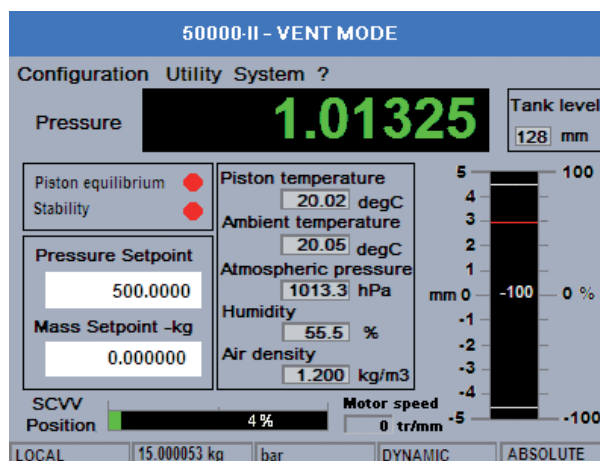 50000-II – VENT MODE
Configuration Utility System ?
Pressure 1.01325
Tank level
128 mm
Piston equilibrium
Stability
Pressure Setpoint
500.0000
Mass Setpoint –kg
0.000000
Piston temperature
20.02 degC
Ambient temperature
20.05 degC
Atmospheric pressure
1013.3 hPa
Humidity
55.5 %
Air density
1.200 kg/m3
5 100
4
3
2
1
mm 0 -100 0 %
-1
-2
-3
-4
-5 -100
SCVV
Position 4%
Motor speed
0 tr/mm
LOCAL 15.000053 kg bar DYNAMIC ABSOLUTE